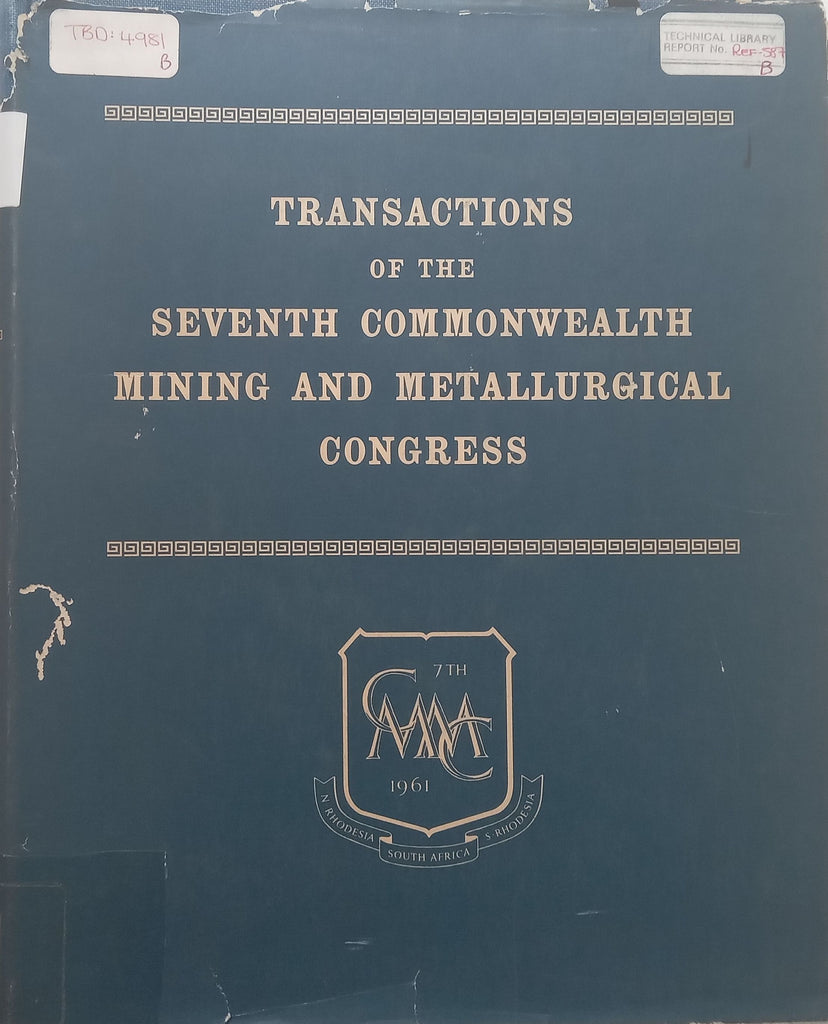 TBD: 4981
B
TECHNICAL LIBRARY
REPORT No. Ref-587
B
TRANSACTIONS
OF THE
SEVENTH COMMONWEALTH
MINING AND METALLURGICAL
CONGRESS
7TH
CMMC
1961
N RHODESIA
SOUTH AFRICA
S. RHODESIA